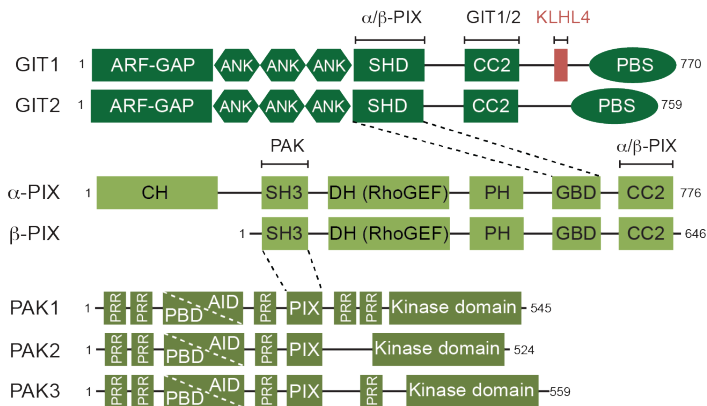 α/β-PIX GIT1/2 KLHL4
GIT1 1 ARF-GAP ANK ANK ANK SHD CC2 PBS 770
GIT2 1 ARF-GAP ANK ANK ANK SHD CC2 PBS 759
PAK α/β-PIX
α-PIX 1 CH SH3 DH (RhoGEF) PH GBD CC2 776
β-PIX 1 SH3 DH (RhoGEF) PH GBD CC2 646
PAK1 1 PRR PRR PBD AID PRR PIX PRR PRR Kinase domain 545
PAK2 1 PRR PRR PBD AID PRR PIX Kinase domain 524
PAK3 1 PRR PRR PBD AID PRR PIX PRR Kinase domain 559